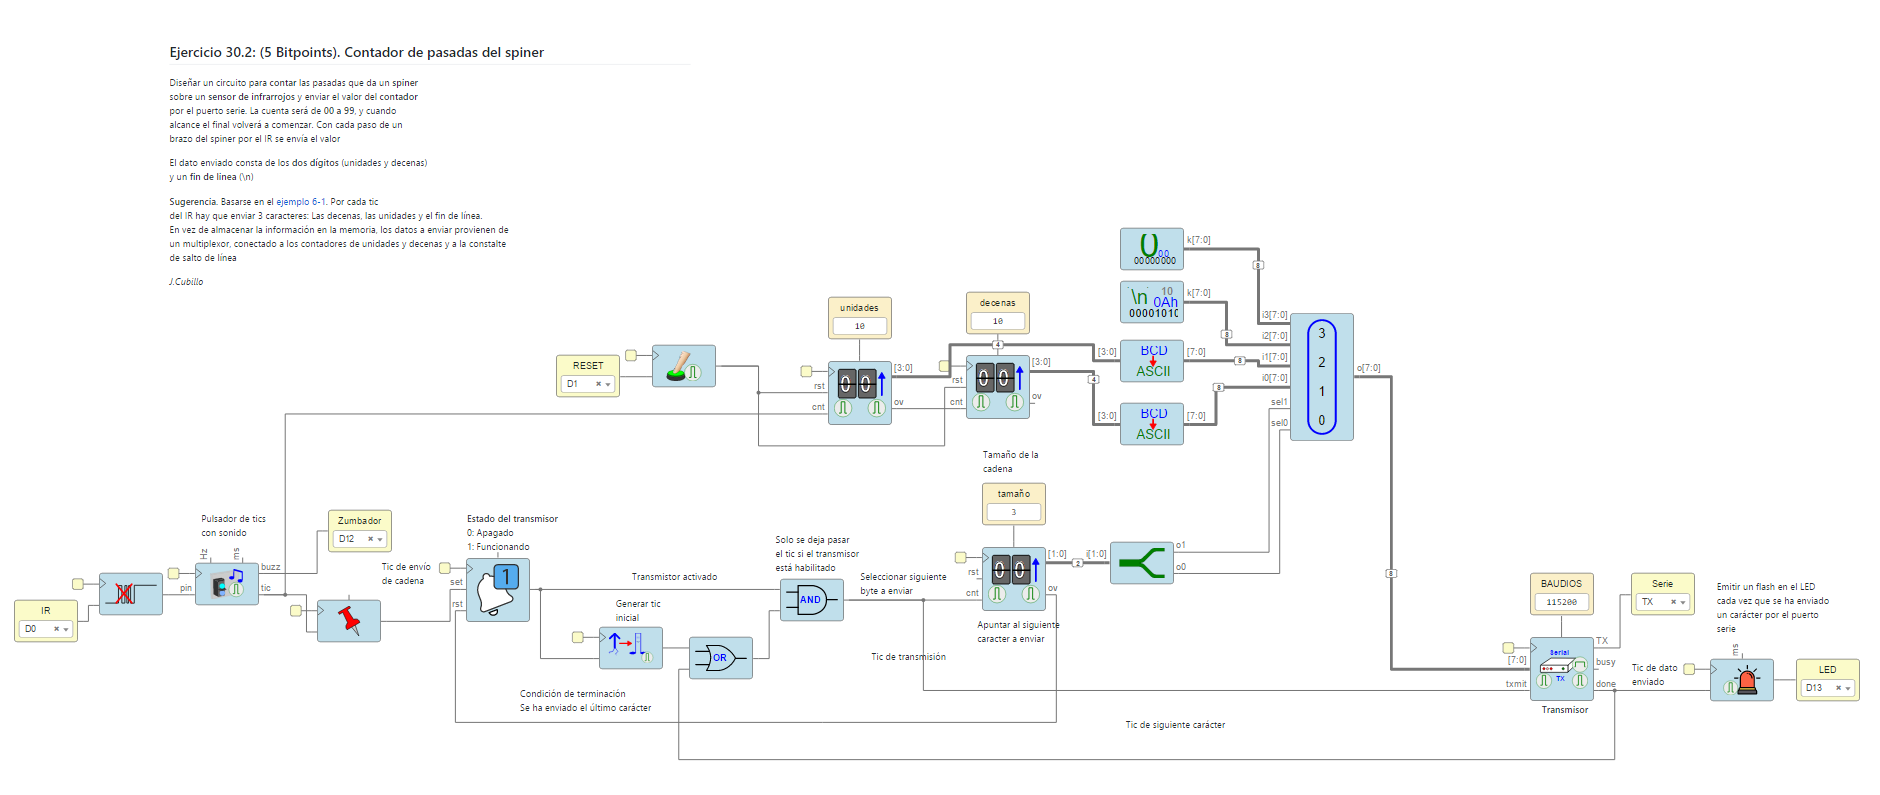 Ejercicio 30.2: (5 Bitpoints). Contador de pasadas del spiner
Diseñar un circuito para contar las pasadas que da un spíner
sobre un sensor de infrarrojos y enviar el valor del contador
por el puerto serie. La cuenta será de 00 a 99, y cuando
alcance el final volverá a comenzar. Con cada paso de un
brazo del spiner por el IR se envía el valor
El dato enviado consta de los dos dígitos (unidades y decenas)
y un fin de línea (\n)
Sugerencia. Basarse en el ejemplo 6-1. Por cada tic
del IR hay que enviar 3 caracteres: Las decenas, las unidades y el fin de línea.
En vez de almacenar la información en la memoria, los datos a enviar provienen de
un multiplexor, conectado a los contadores de unidades y decenas y a la constalte
de salto de línea
J.Cubillo
0 00
00000000
k[7:0]
8
\n 10
0Ah
00001010
k[7:0]
8
unidades
10
decenas
10
RESET
D1
[3:0]
rst
cnt
ov
4
[3:0]
rst
cnt
ov
4
[3:0]
BCD
ASCII
[7:0]
8
[3:0]
BCD
ASCII
[7:0]
8
i3[7:0]
i2[7:0]
i1[7:0]
i0[7:0]
sel1
sel0
3
2
1
0
o[7:0]
8
Tamaño de la
cadena
tamaño
3
[1:0]
rst
cnt
ov
2
i[1:0]
o1
o0
Apuntar al siguiente
caracter a enviar
IR
D0
Pulsador de tics
con sonido
Hz
ms
pin
buzz
tic
Zumbador
D12
Tic de envío
de cadena
Estado del transmisor
0: Apagado
1: Funcionando
set
rst
1
Transmistor activado
Generar tic
inicial
OR
Solo se deja pasar
el tic si el transmisor
está habilitado
AND
Seleccionar siguiente
byte a enviar
Tic de transmisión
Condición de terminación
Se ha enviado el último carácter
Tic de siguiente carácter
BAUDIOS
115200
Serie
TX
[7:0]
txmit
Serial
TX
TX
busy
done
Transmisor
Tic de dato
enviado
Emitir un flash en el LED
cada vez que se ha enviado
un carácter por el puerto
serie
ms
LED
D13